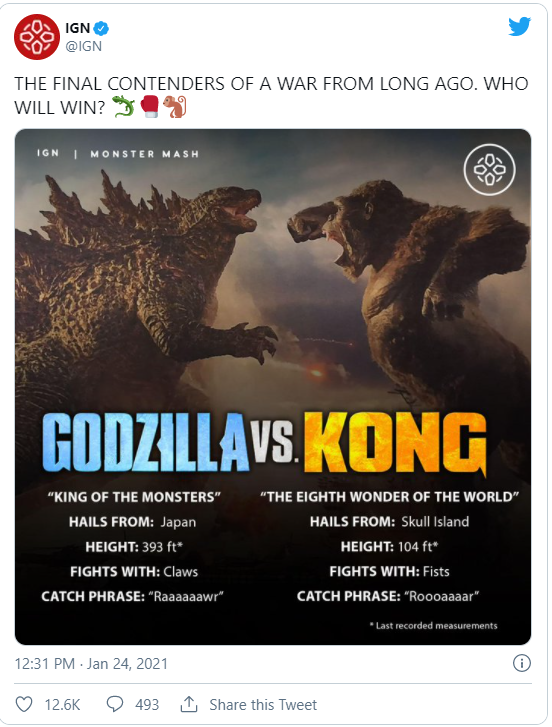 IGN
@IGN
THE FINAL CONTENDERS OF A WAR FROM LONG AGO. WHO
WILL WIN? 🦎🥊🐒
IGN | MONSTER MASH
GODZILLA VS. KONG
“KING OF THE MONSTERS”
HAILS FROM: Japan
HEIGHT: 393 ft*
FIGHTS WITH: Claws
CATCH PHRASE: “Raaaaaawr”
“THE EIGHTH WONDER OF THE WORLD”
HAILS FROM: Skull Island
HEIGHT: 104 ft*
FIGHTS WITH: Fists
CATCH PHRASE: “Roooaaaar”
* Last recorded measurements
12:31 PM · Jan 24, 2021
12.6K 493 Share this Tweet